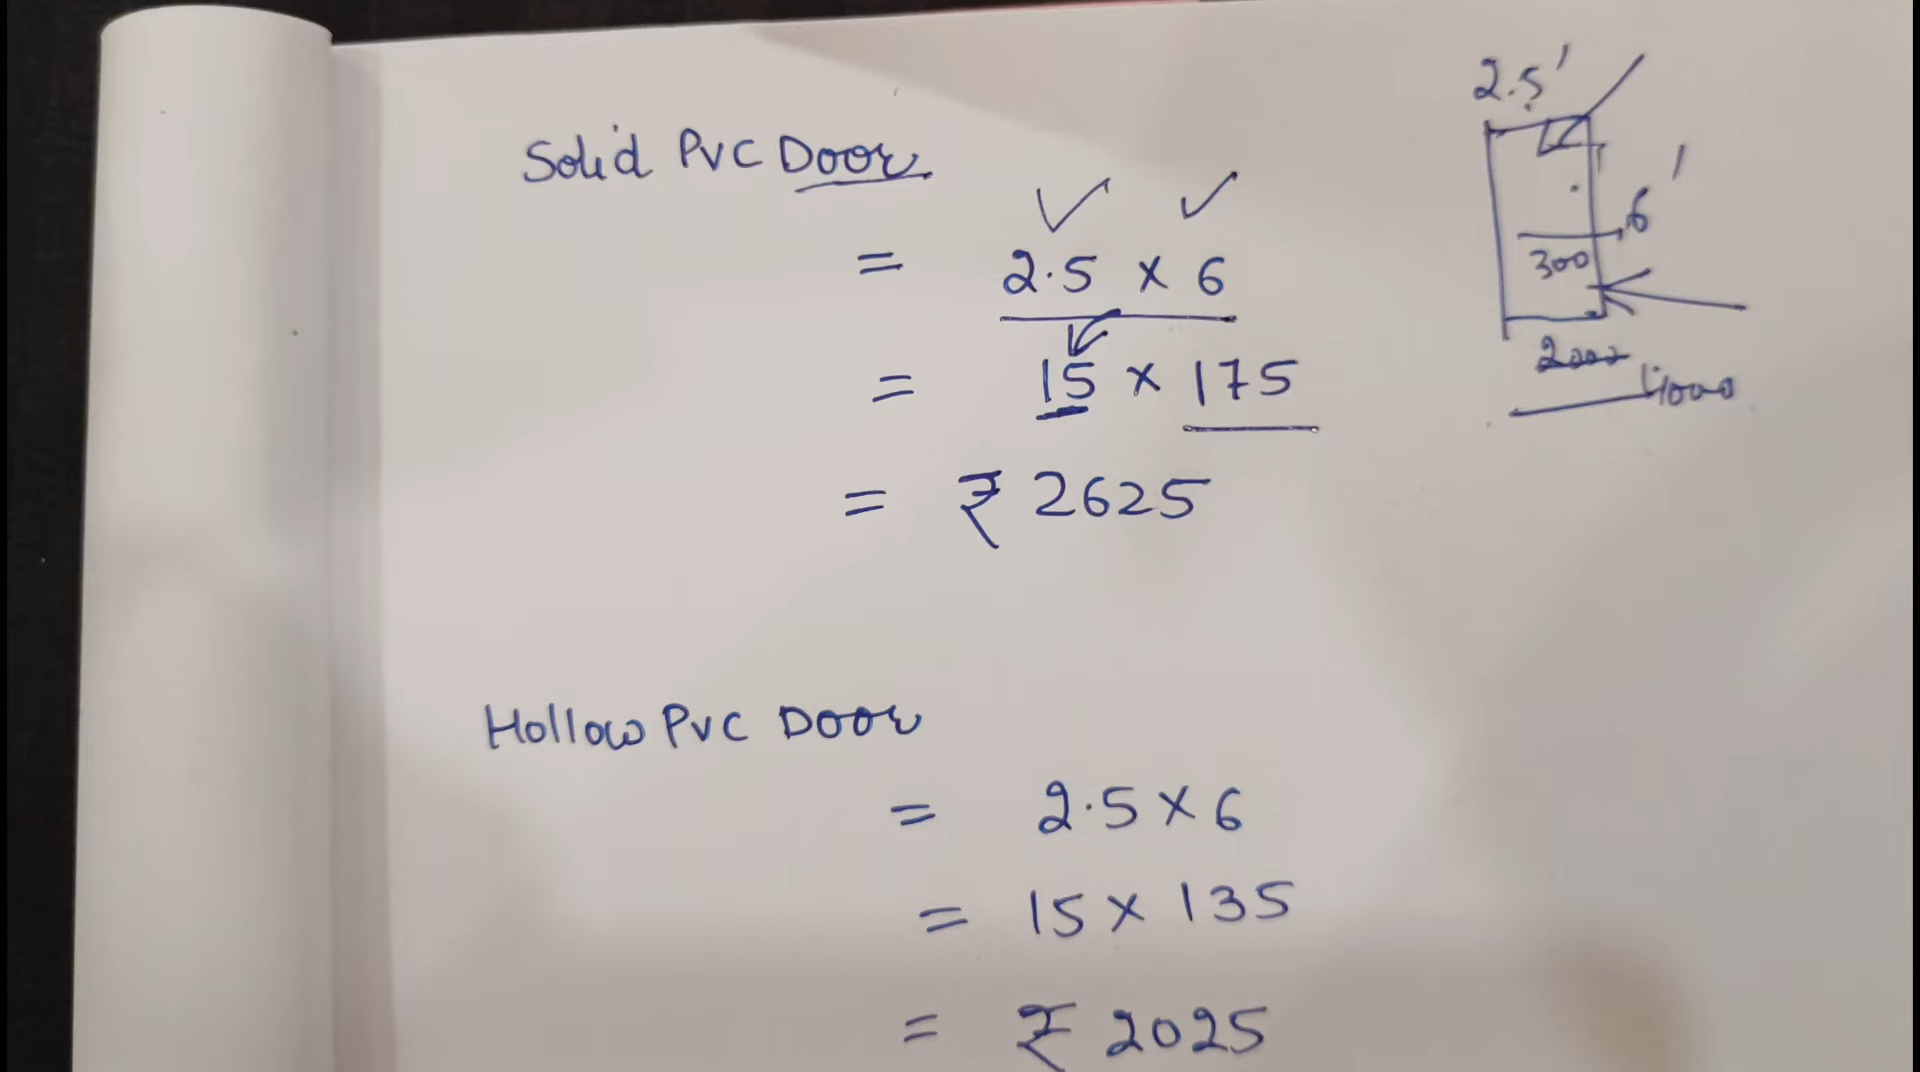 Solid PVC Door
= 2.5 x 6
= 15 x 175
= ₹ 2625
2.5'
6'
300
2000
4000
Hollow PVC Door
= 2.5 x 6
= 15 x 135
= ₹ 2025